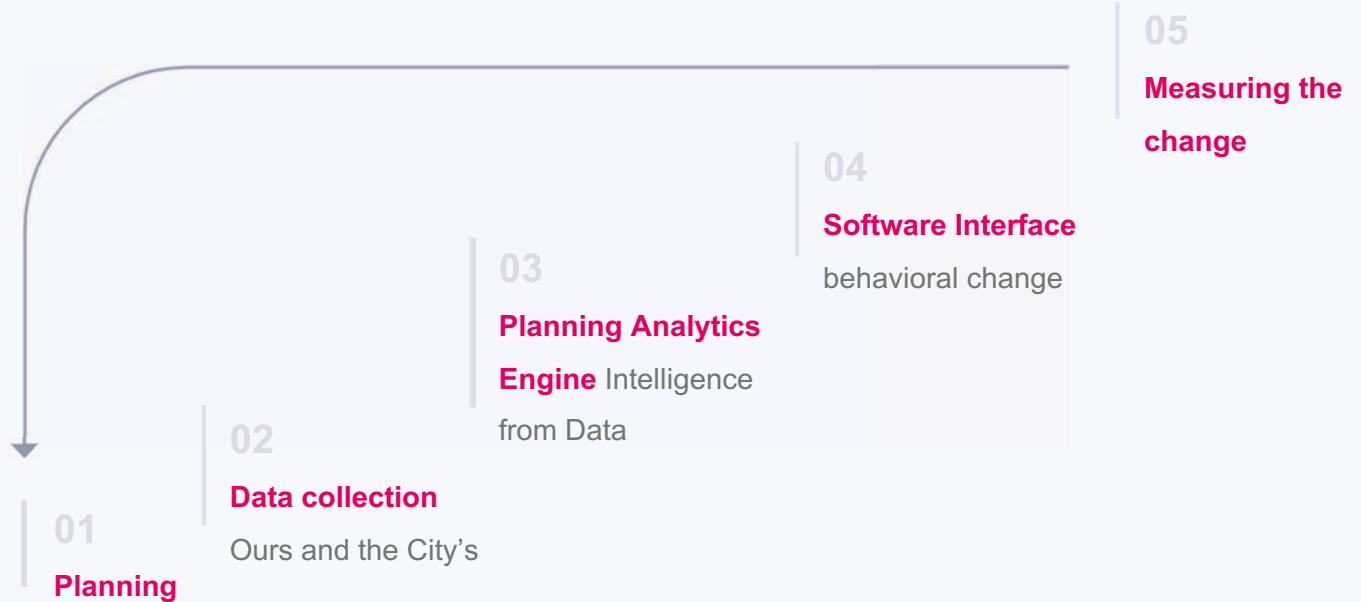 05
Measuring the
change
04
Software Interface
behavioral change
03
Planning Analytics
Engine Intelligence
from Data
02
Data collection
Ours and the City’s
01
Planning